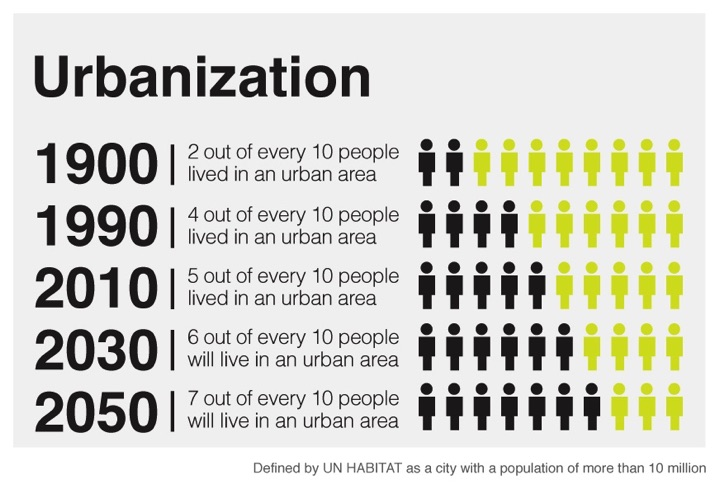 Urbanization
1900
2 out of every 10 people
lived in an urban area
1990
4 out of every 10 people
lived in an urban area
2010
5 out of every 10 people
lived in an urban area
2030
6 out of every 10 people
will live in an urban area
2050
7 out of every 10 people
will live in an urban area
Defined by UN HABITAT as a city with a population of more than 10 million